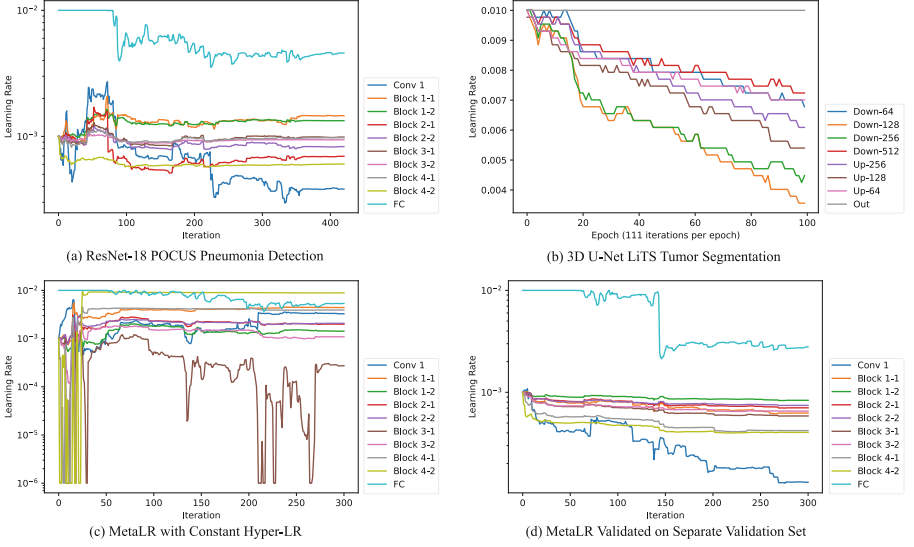 10⁻²
10⁻³
Learning Rate
0
100
200
300
400
Iteration
Conv 1
Block 1-1
Block 1-2
Block 2-1
Block 2-2
Block 3-1
Block 3-2
Block 4-1
Block 4-2
FC
(a) ResNet-18 POCUS Pneumonia Detection
0.010
0.009
0.008
0.007
0.006
0.005
0.004
Learning Rate
0
20
40
60
80
100
Epoch (111 iterations per epoch)
Down-64
Down-128
Down-256
Down-512
Up-256
Up-128
Up-64
Out
(b) 3D U-Net LiTS Tumor Segmentation
10⁻²
10⁻³
10⁻⁴
10⁻⁵
10⁻⁶
Learning Rate
0
50
100
150
200
250
300
Iteration
Conv 1
Block 1-1
Block 1-2
Block 2-1
Block 2-2
Block 3-1
Block 3-2
Block 4-1
Block 4-2
FC
(c) MetaLR with Constant Hyper-LR
10⁻²
10⁻³
Learning Rate
0
50
100
150
200
250
300
Iteration
Conv 1
Block 1-1
Block 1-2
Block 2-1
Block 2-2
Block 3-1
Block 3-2
Block 4-1
Block 4-2
FC
(d) MetaLR Validated on Separate Validation Set